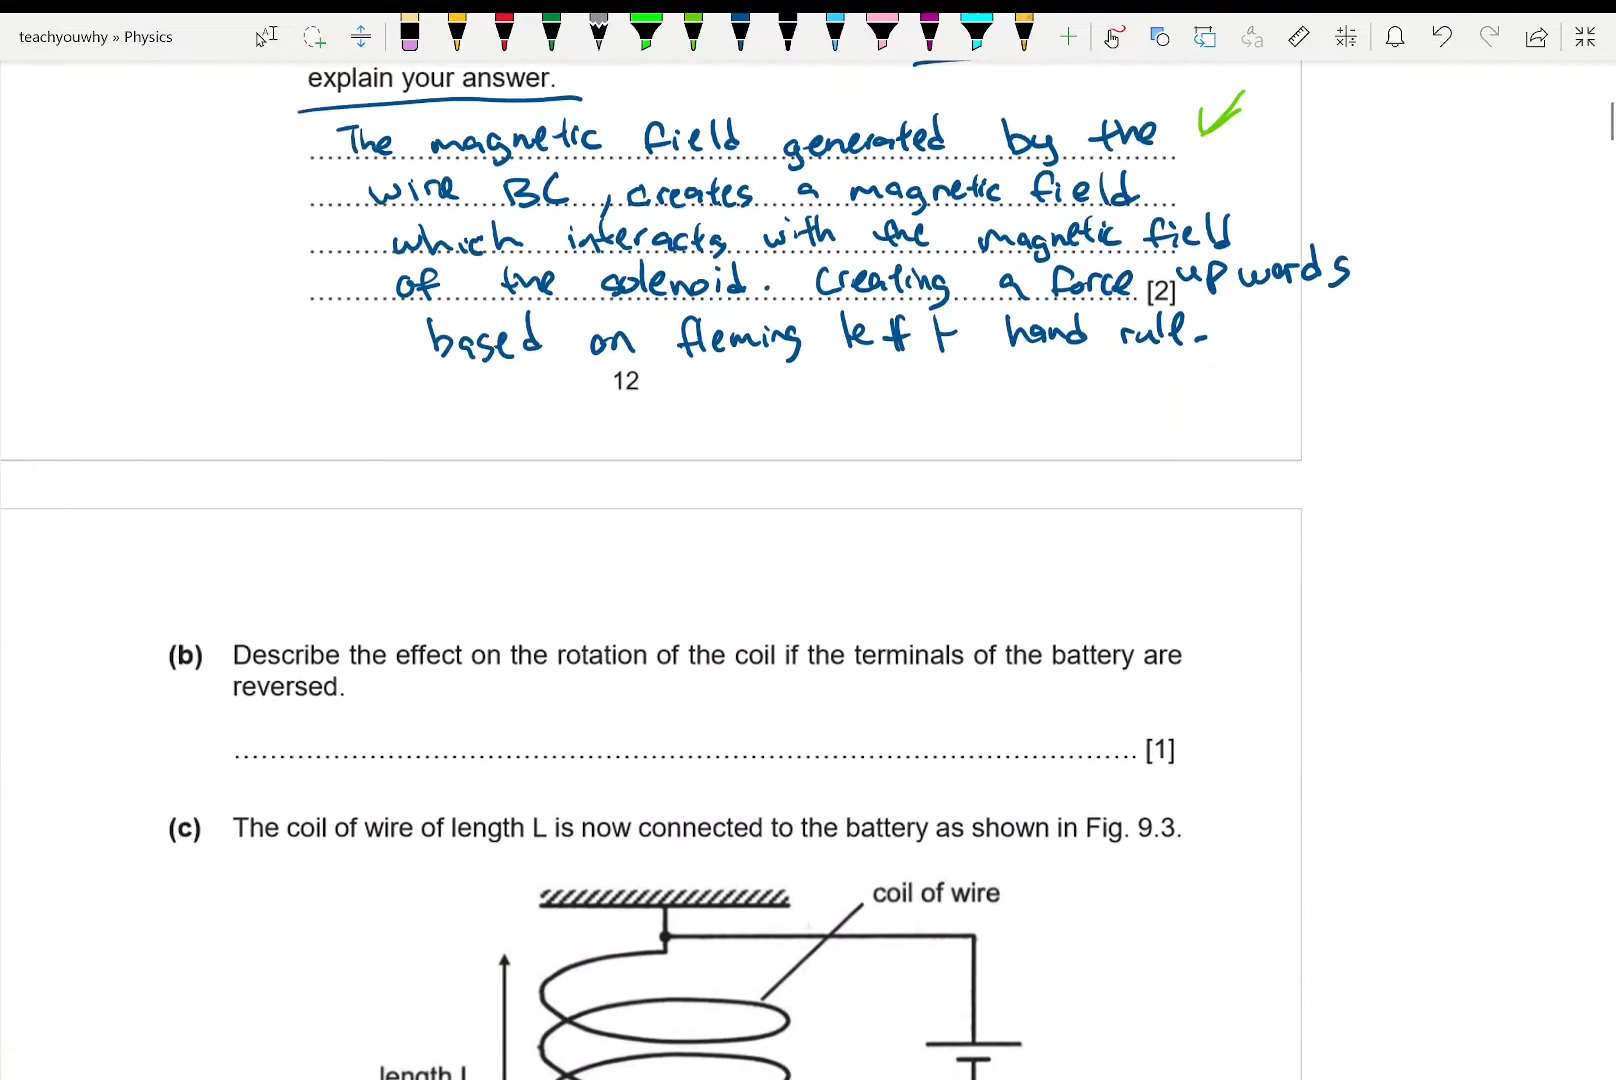 teachyouwhy » Physics
explain your answer.
The magnetic field generated by the
wire BC, creates a magnetic field
which interacts with the magnetic field
of the solenoid. Creating a force [2] upwards
based on fleming left hand rule.
12
(b) Describe the effect on the rotation of the coil if the terminals of the battery are
reversed.
[1]
(c) The coil of wire of length L is now connected to the battery as shown in Fig. 9.3.
coil of wire
length L